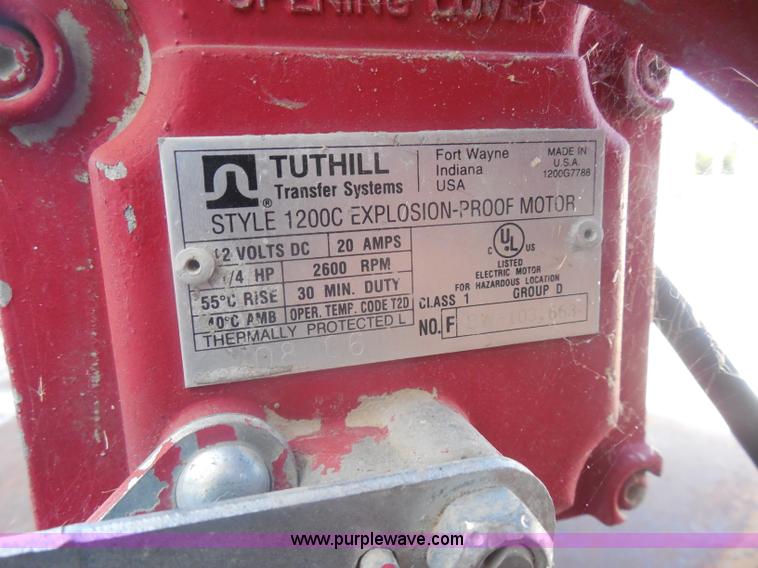 OPENING COVER
TUTHILL
Transfer Systems
®
Fort Wayne
Indiana
USA
MADE IN
U.S.A.
1200G7788
STYLE 1200C EXPLOSION-PROOF MOTOR
12 VOLTS DC 20 AMPS
1/4 HP 2600 RPM
55°C RISE 30 MIN. DUTY
40°C AMB OPER. TEMP. CODE T2D
THERMALLY PROTECTED L
C UL US
LISTED
ELECTRIC MOTOR
FOR HAZARDOUS LOCATION
CLASS 1 GROUP D
NO. F
www.purplewave.com